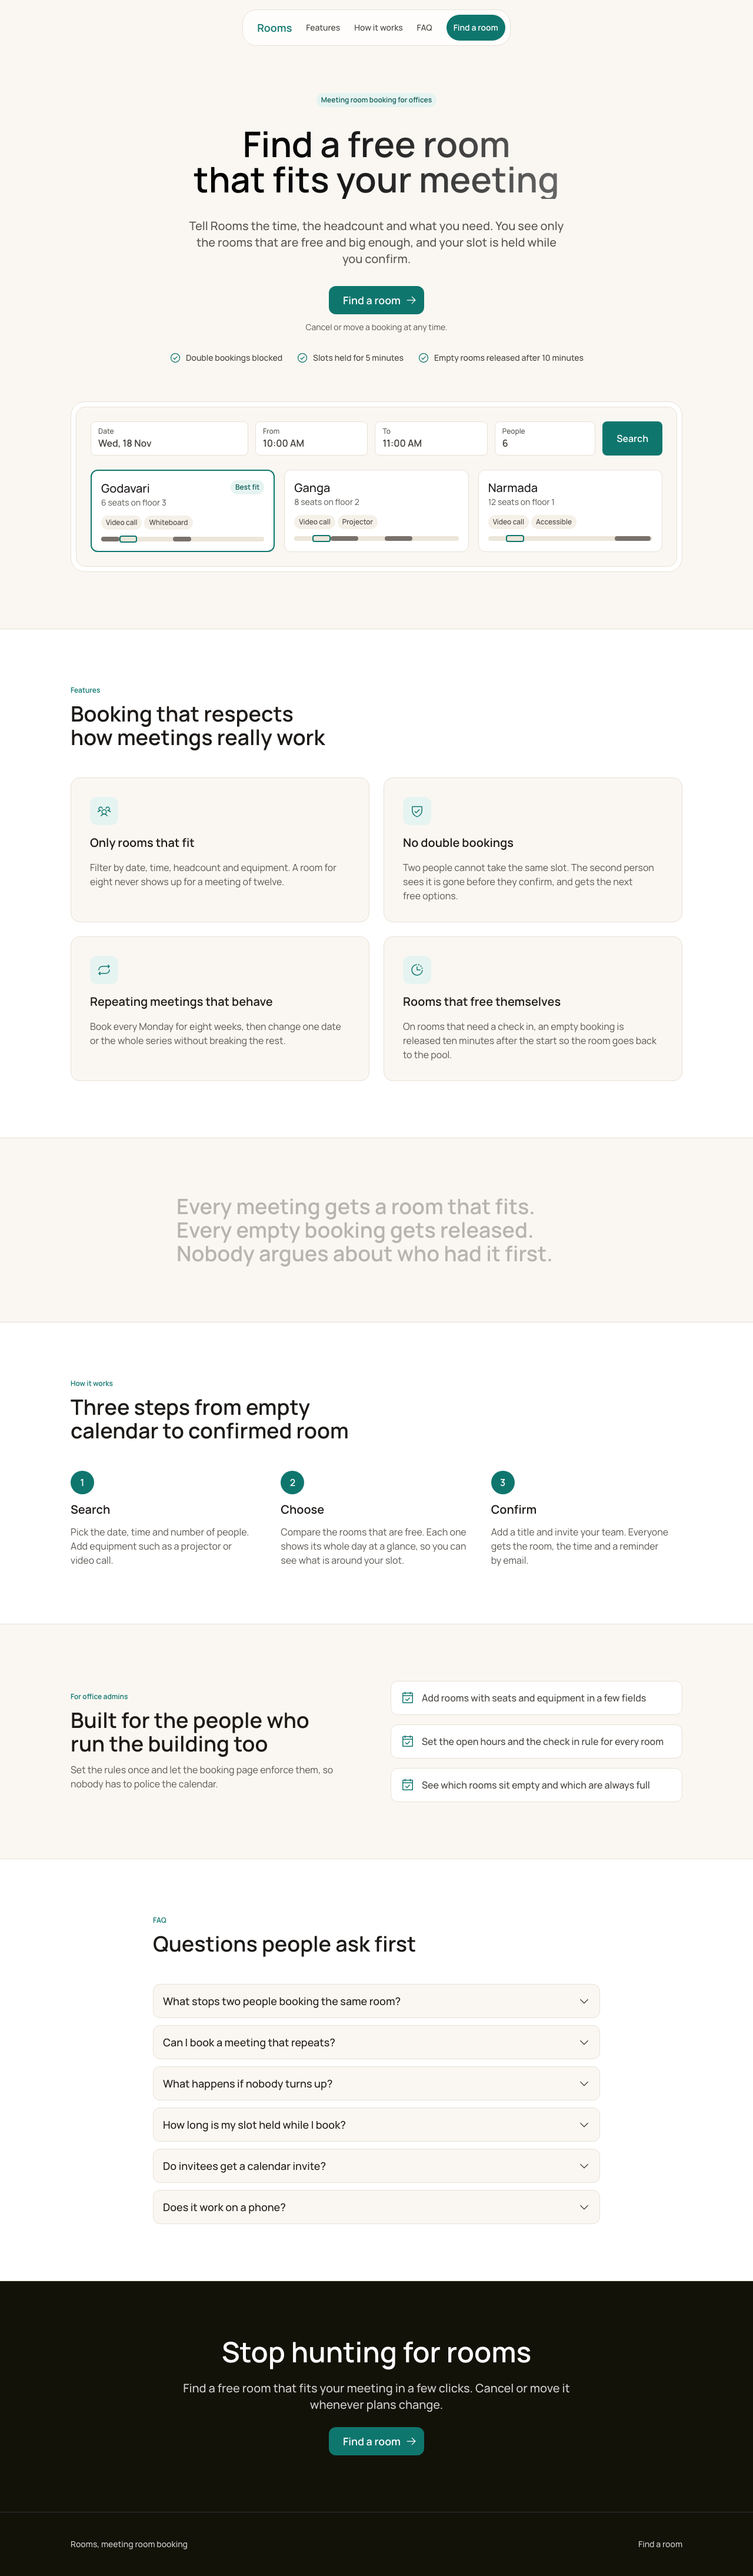 Rooms Features How it works FAQ Find a room
Meeting room booking for offices
Find a free room
that fits your meeting
Tell Rooms the time, the headcount and what you need. You see only
the rooms that are free and big enough, and your slot is held while
you confirm.
Find a room
Cancel or move a booking at any time.
Double bookings blocked Slots held for 5 minutes Empty rooms released after 10 minutes
Date From To People
Wed, 18 Nov 10:00 AM 11:00 AM 6 Search
Godavari Best fit
6 seats on floor 3
Video call Whiteboard
Ganga
8 seats on floor 2
Video call Projector
Narmada
12 seats on floor 1
Video call Accessible
Features
Booking that respects
how meetings really work
Only rooms that fit
Filter by date, time, headcount and equipment. A room for
eight never shows up for a meeting of twelve.
No double bookings
Two people cannot take the same slot. The second person
sees it is gone before they confirm, and gets the next
free options.
Repeating meetings that behave
Book every Monday for eight weeks, then change one date
or the whole series without breaking the rest.
Rooms that free themselves
On rooms that need a check in, an empty booking is
released ten minutes after the start so the room goes back
to the pool.
Every meeting gets a room that fits.
Every empty booking gets released.
Nobody argues about who had it first.
How it works
Three steps from empty
calendar to confirmed room
1
Search
Pick the date, time and number of people.
Add equipment such as a projector or
video call.
2
Choose
Compare the rooms that are free. Each one
shows its whole day at a glance, so you can
see what is around your slot.
3
Confirm
Add a title and invite your team. Everyone
gets the room, the time and a reminder
by email.
For office admins
Built for the people who
run the building too
Set the rules once and let the booking page enforce them, so
nobody has to police the calendar.
Add rooms with seats and equipment in a few fields
Set the open hours and the check in rule for every room
See which rooms sit empty and which are always full
FAQ
Questions people ask first
What stops two people booking the same room?
Can I book a meeting that repeats?
What happens if nobody turns up?
How long is my slot held while I book?
Do invitees get a calendar invite?
Does it work on a phone?
Stop hunting for rooms
Find a free room that fits your meeting in a few clicks. Cancel or move it
whenever plans change.
Find a room
Rooms, meeting room booking Find a room